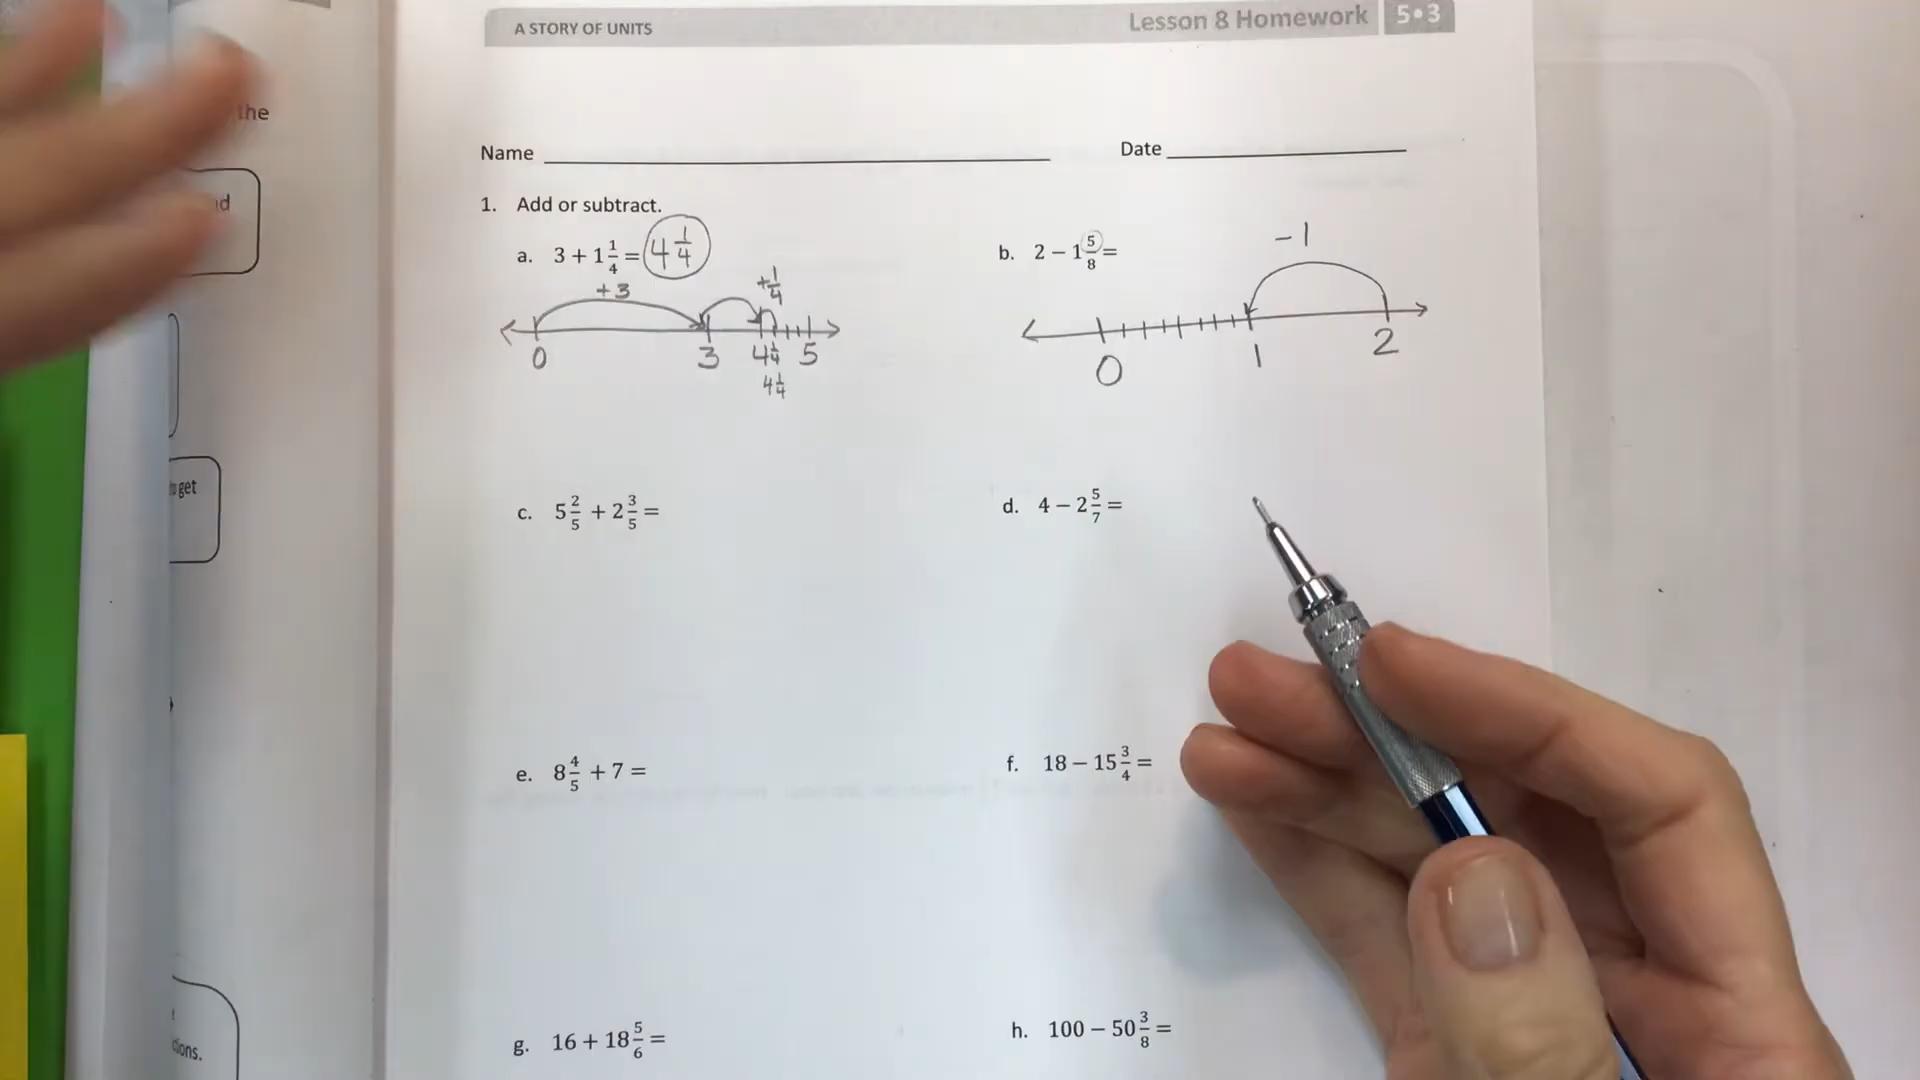 A STORY OF UNITS
Lesson 8 Homework 5•3
the
Name
Date
1. Add or subtract.
a. 3 + 1 1/4 = 4 1/4
b. 2 − 1 5/8 =
+3
+1/4
−1
0 3 4 1/4 5
4 1/4
0 1 2
get
c. 5 2/5 + 2 3/5 =
d. 4 − 2 5/7 =
e. 8 4/5 + 7 =
f. 18 − 15 3/4 =
g. 16 + 18 5/6 =
h. 100 − 50 3/8 =